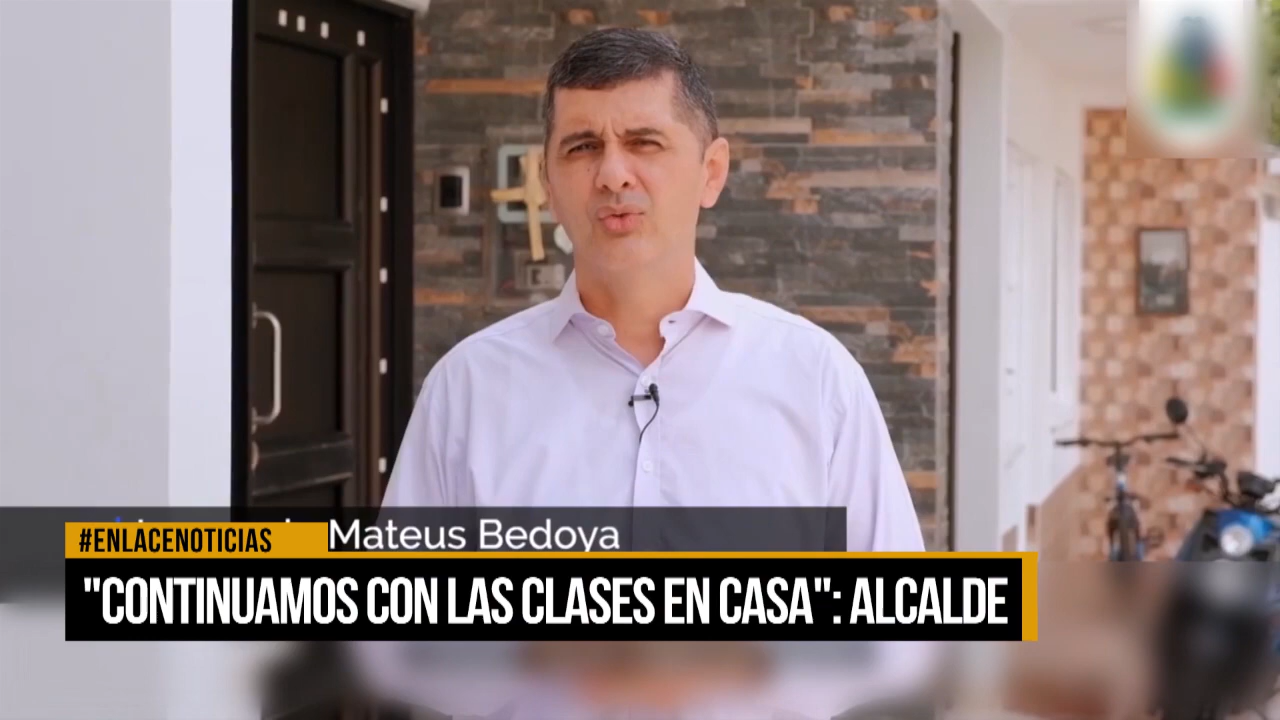 Mateus Bedoya
#ENLACENOTICIAS
"CONTINUAMOS CON LAS CLASES EN CASA": ALCALDE